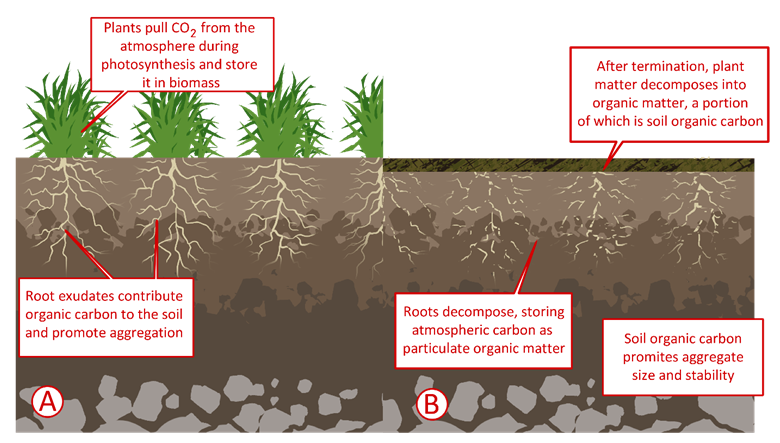 Plants pull CO2 from the
atmosphere during
photosynthesis and store
it in biomass
After termination, plant
matter decomposes into
organic matter, a portion
of which is soil organic carbon
Root exudates contribute
organic carbon to the soil
and promote aggregation
Roots decompose, storing
atmospheric carbon as
particulate organic matter
Soil organic carbon
promites aggregate
size and stability
A
B